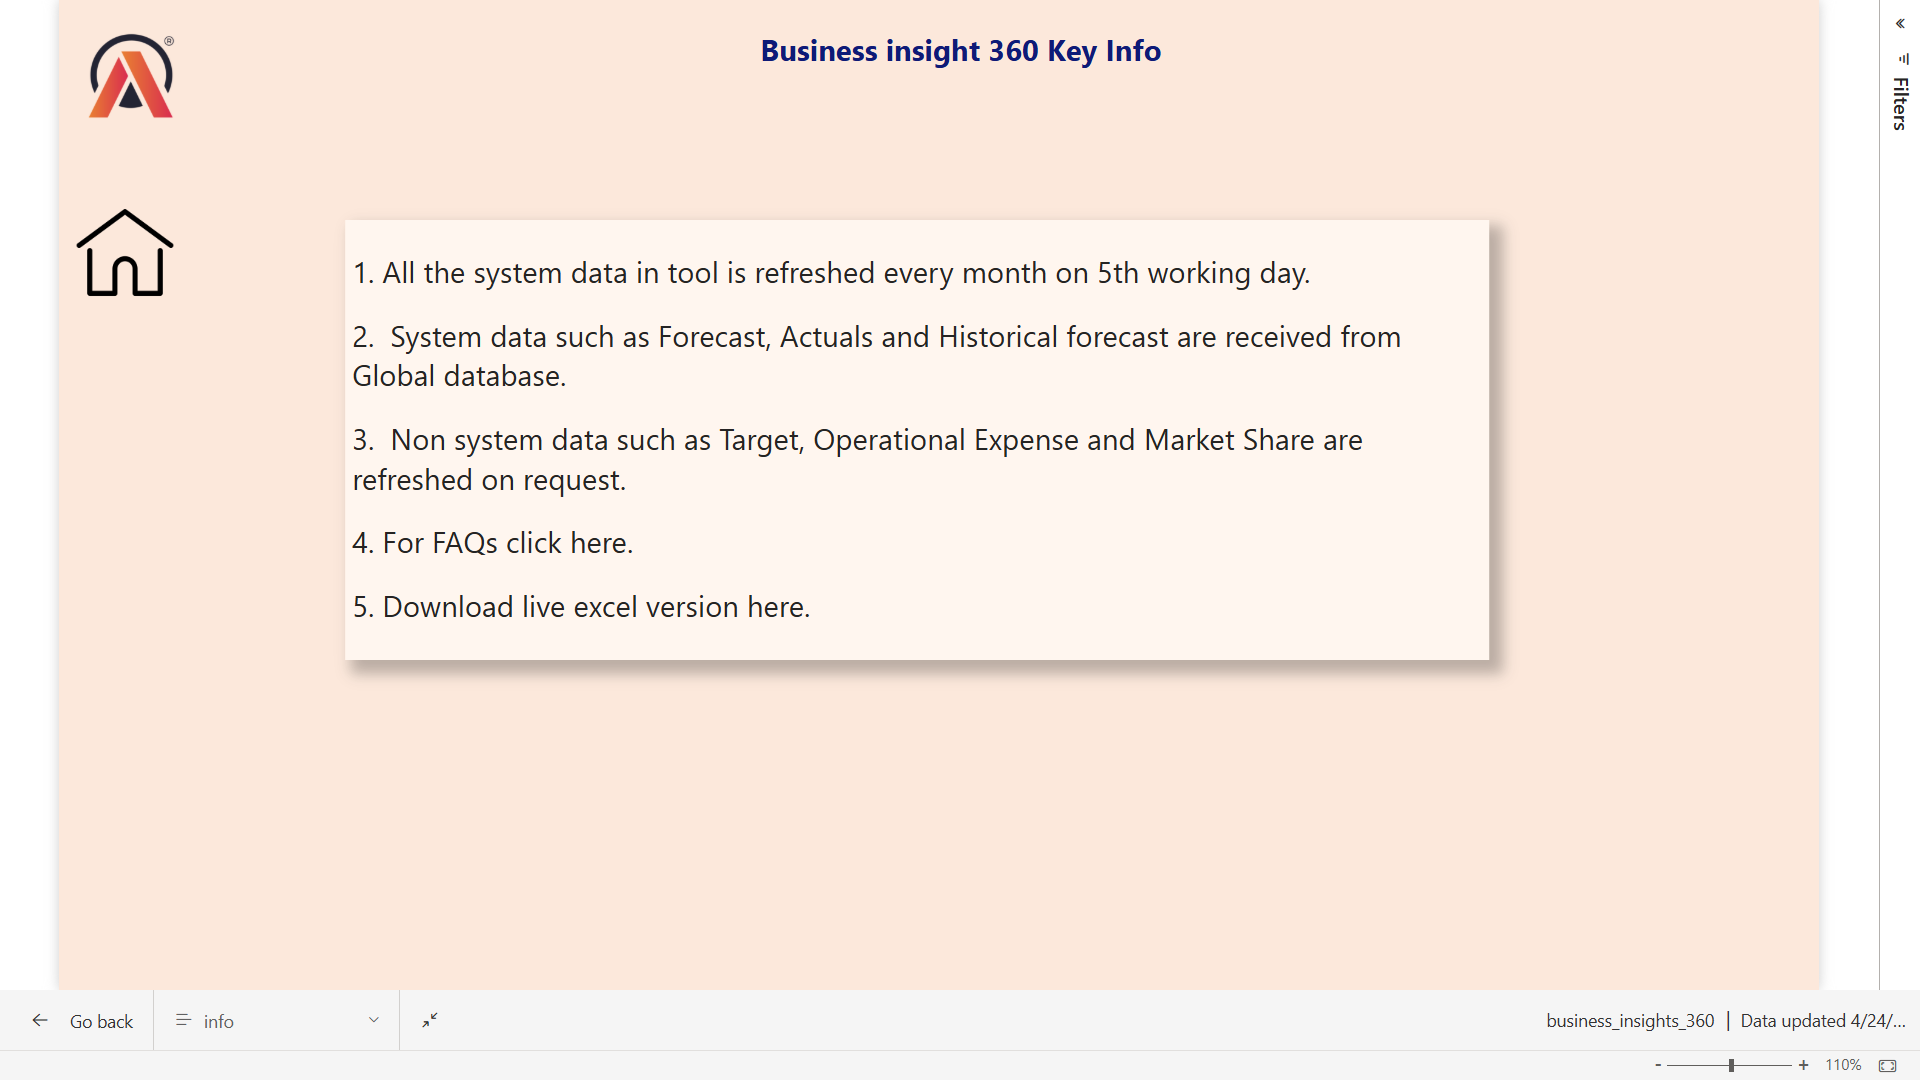 ®
Business insight 360 Key Info
«
Filters
1. All the system data in tool is refreshed every month on 5th working day.
2.  System data such as Forecast, Actuals and Historical forecast are received from
Global database.
3.  Non system data such as Target, Operational Expense and Market Share are
refreshed on request.
4. For FAQs click here.
5. Download live excel version here.
Go back
info
business_insights_360 | Data updated 4/24/...
- + 110%